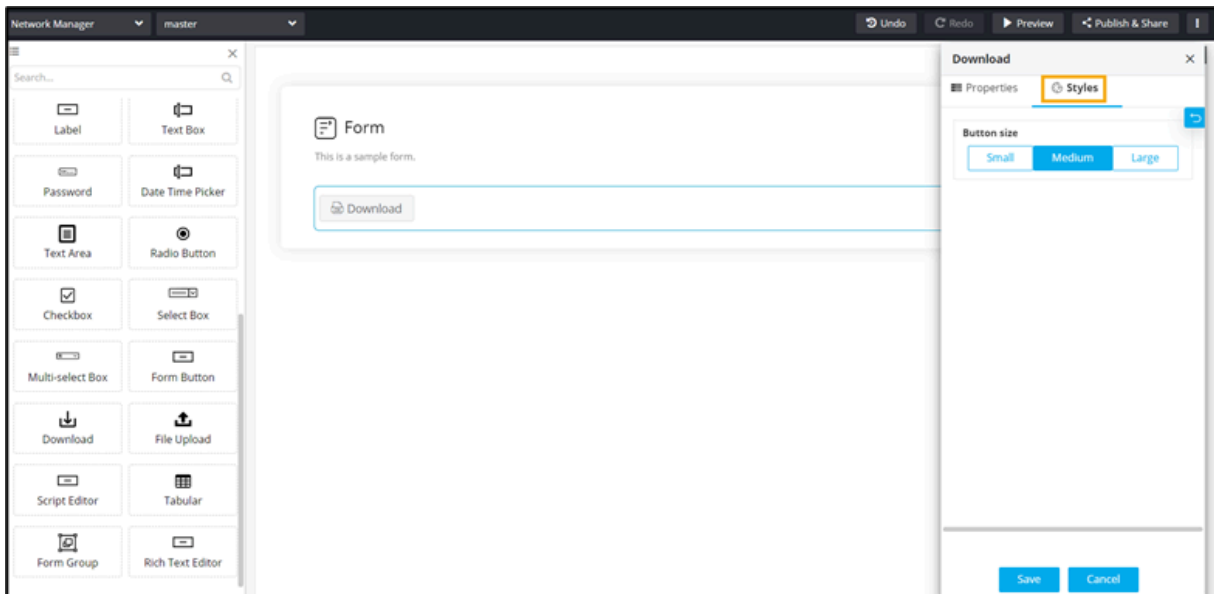 Network Manager master Undo Redo Preview Publish & Share
Search...
Label Text Box
Password Date Time Picker
Text Area Radio Button
Checkbox Select Box
Multi-select Box Form Button
Download File Upload
Script Editor Tabular
Form Group Rich Text Editor
Form
This is a sample form.
Download
Download
Properties Styles
Button size
Small Medium Large
Save Cancel